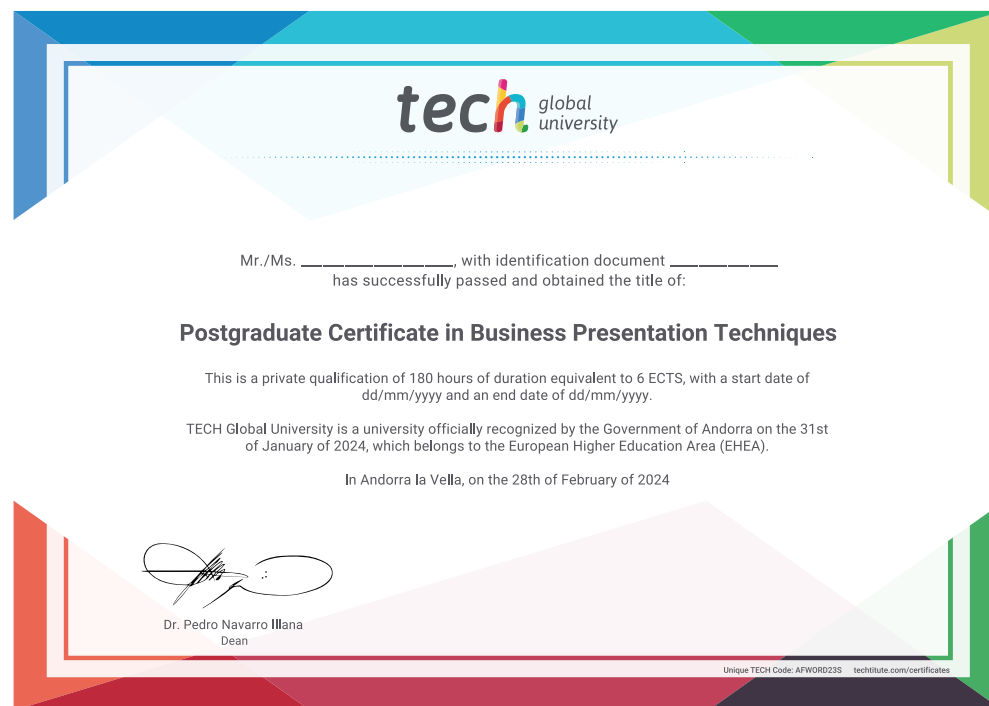 tech global university
Mr./Ms. ___________________, with identification document ___________
has successfully passed and obtained the title of:
Postgraduate Certificate in Business Presentation Techniques
This is a private qualification of 180 hours of duration equivalent to 6 ECTS, with a start date of
dd/mm/yyyy and an end date of dd/mm/yyyy.
TECH Global University is a university officially recognized by the Government of Andorra on the 31st
of January of 2024, which belongs to the European Higher Education Area (EHEA).
In Andorra la Vella, on the 28th of February of 2024
Dr. Pedro Navarro Illana
Dean
Unique TECH Code: AFWORD23S techtitute.com/certificates